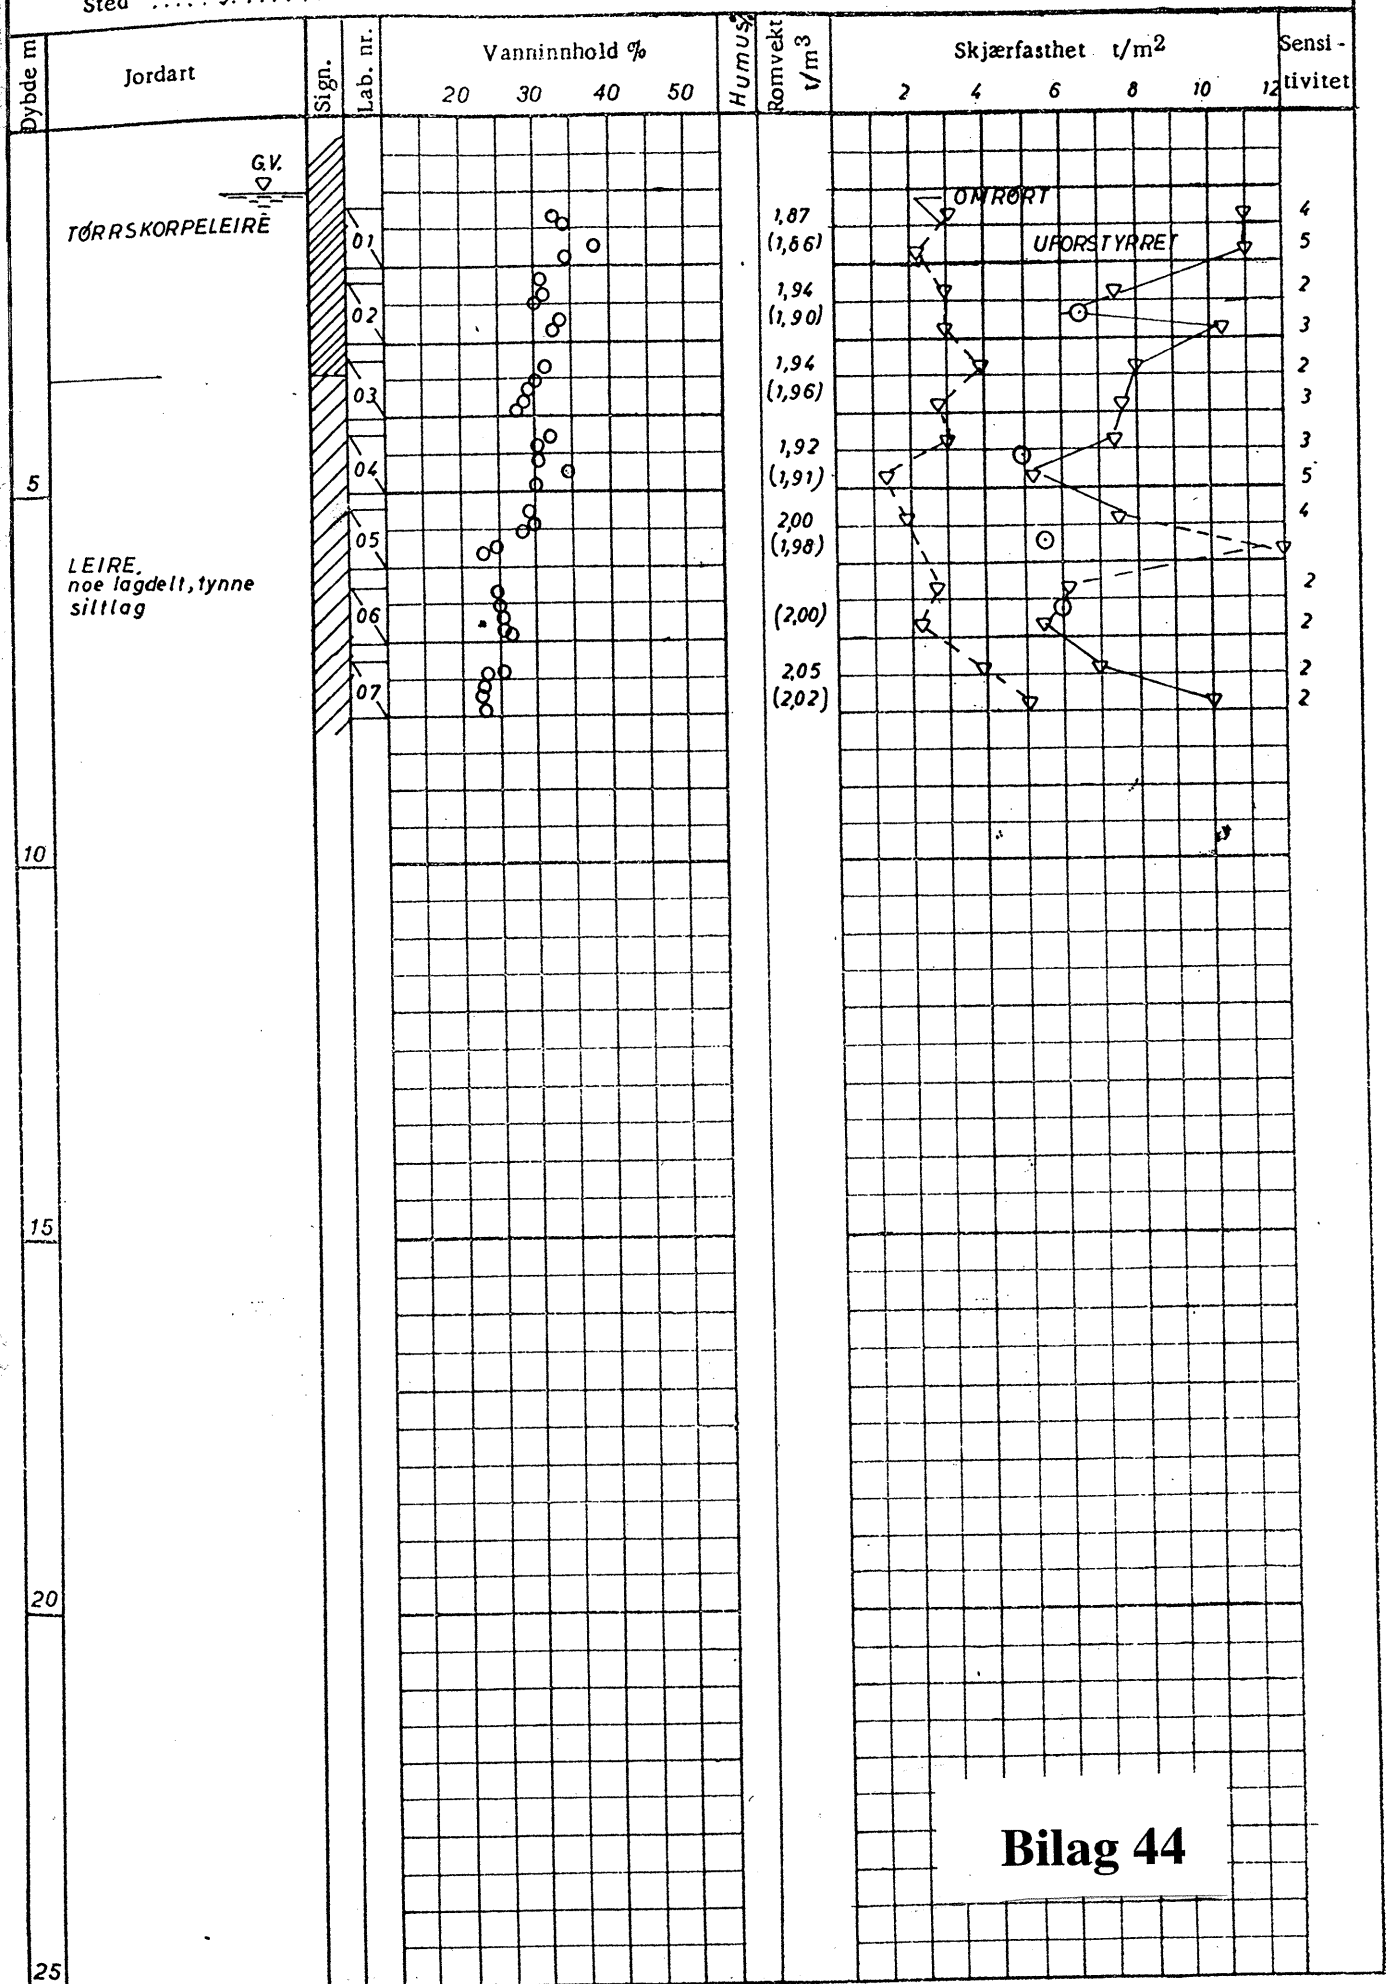 Sted
Dybde m
Jordart
Sign.
Lab. nr.
Vanninnhold %
20 30 40 50
Humus%
Romvekt t/m3
Skjærfasthet t/m2
2 4 6 8 10 12
Sensi-
tivitet
G.V.
TØRRSKORPELEIRE
01
02
03
04
05
06
07
1,87
(1,86)
1,94
(1,90)
1,94
(1,96)
1,92
(1,91)
2,00
(1,98)
(2,00)
2,05
(2,02)
OMRØRT
UFORSTYRRET
4
5
2
3
2
3
3
5
4
2
2
2
2
5
LEIRE,
noe lagdelt, tynne
siltlag
10
15
20
25
Bilag 44